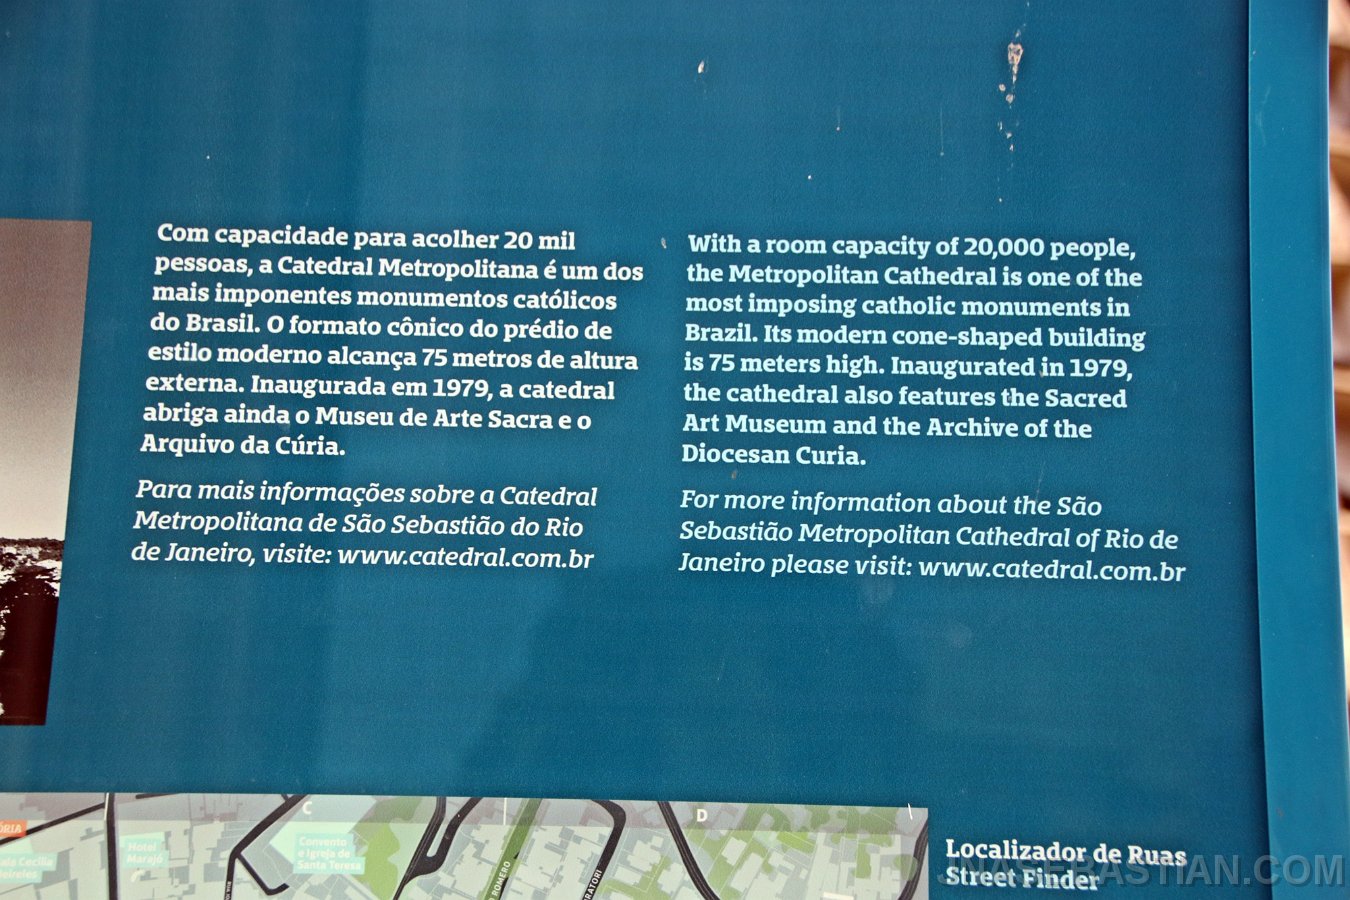 Com capacidade para acolher 20 mil
pessoas, a Catedral Metropolitana é um dos
mais imponentes monumentos católicos
do Brasil. O formato cônico do prédio de
estilo moderno alcança 75 metros de altura
externa. Inaugurada em 1979, a catedral
abriga ainda o Museu de Arte Sacra e o
Arquivo da Cúria.
Para mais informações sobre a Catedral
Metropolitana de São Sebastião do Rio
de Janeiro, visite: www.catedral.com.br
With a room capacity of 20,000 people,
the Metropolitan Cathedral is one of the
most imposing catholic monuments in
Brazil. Its modern cone-shaped building
is 75 meters high. Inaugurated in 1979,
the cathedral also features the Sacred
Art Museum and the Archive of the
Diocesan Curia.
For more information about the São
Sebastião Metropolitan Cathedral of Rio de
Janeiro please visit: www.catedral.com.br
C
D
Hotel
Marajó
Convento
e Igreja de
Santa Teresa
Cecília
ROMERO
Localizador de Ruas
Street Finder